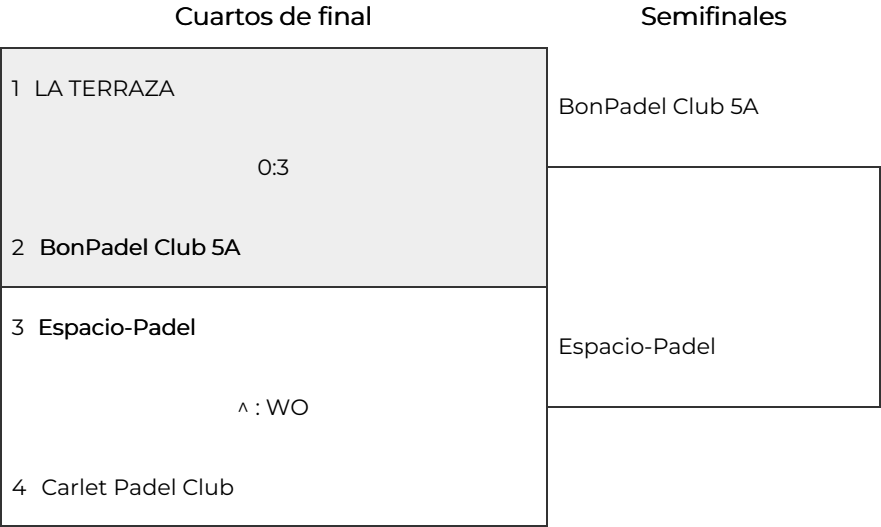 Cuartos de final
Semifinales
1 LA TERRAZA
BonPadel Club 5A
0:3
2 BonPadel Club 5A
3 Espacio-Padel
Espacio-Padel
^ : WO
4 Carlet Padel Club